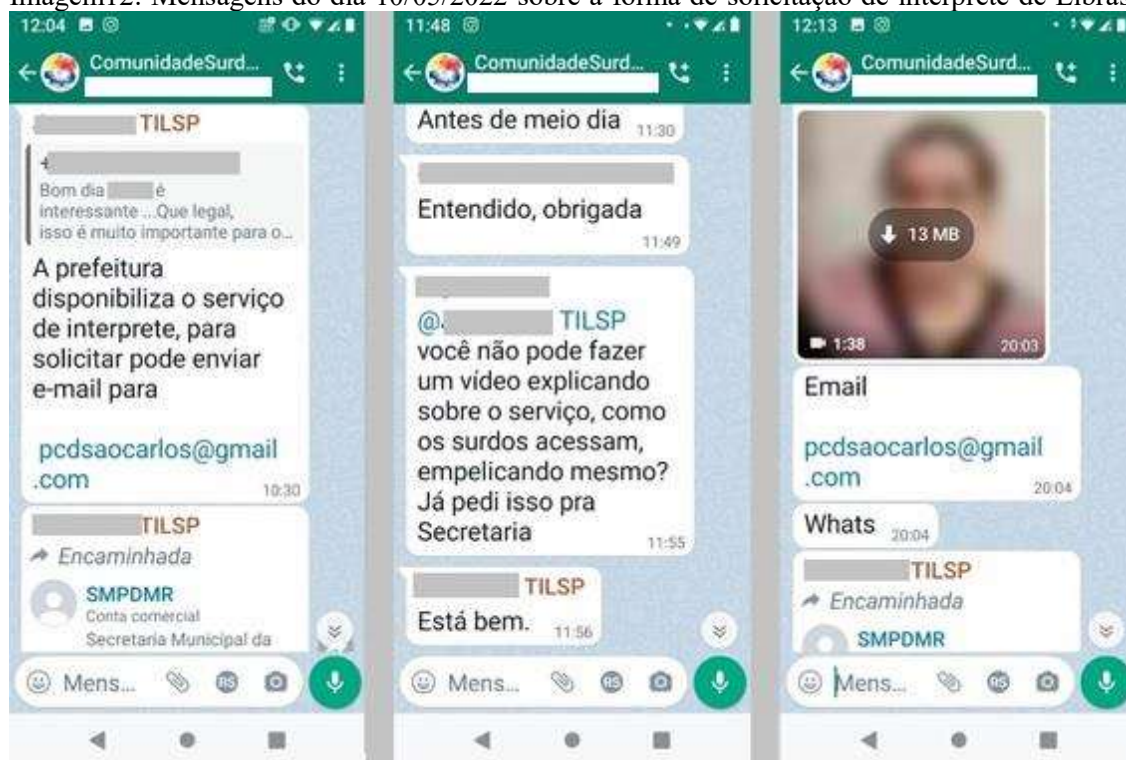 Imagem12: Mensagens do dia 10/05/2022 sobre a forma de solicitação de intérprete de Libras
12:04
ComunidadeSurd...
TILSP
Bom dia é
interessante ...Que legal,
isso é muito importante para o...
A prefeitura
disponibiliza o serviço
de interprete, para
solicitar pode enviar
e-mail para
pcdsaocarlos@gmail
.com
10:30
TILSP
Encaminhada
SMPDMR
Conta comercial
Secretaria Municipal da
Mens...
11:48
ComunidadeSurd...
Antes de meio dia 11:30
Entendido, obrigada
11:49
@ TILSP
você não pode fazer
um vídeo explicando
sobre o serviço, como
os surdos acessam,
empelicando mesmo?
Já pedi isso pra
Secretaria 11:55
TILSP
Está bem. 11:56
Mens...
12:13
ComunidadeSurd...
13 MB
1:38 20:03
Email
pcdsaocarlos@gmail
.com
20:04
Whats 20:04
TILSP
Encaminhada
SMPDMR
Mens...